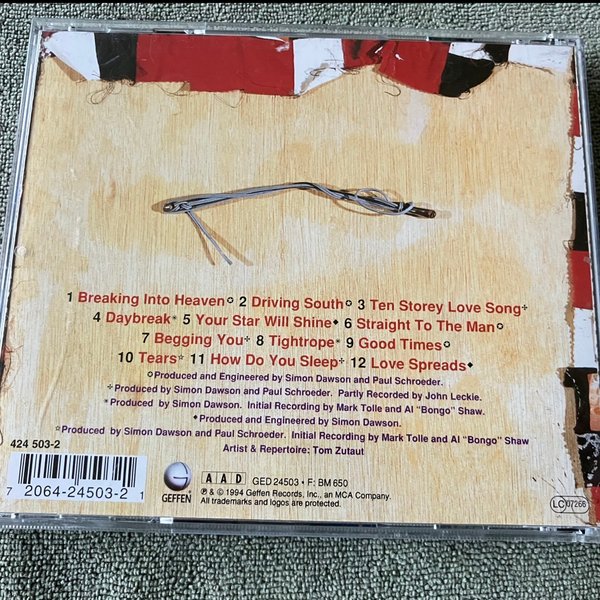 1 Breaking Into Heaven○ 2 Driving South○ 3 Ten Storey Love Song÷
4 Daybreak* 5 Your Star Will Shine♦ 6 Straight To The Man○
7 Begging You÷ 8 Tightrope* 9 Good Times○
10 Tears☆ 11 How Do You Sleep÷ 12 Love Spreads♦
○Produced and Engineered by Simon Dawson and Paul Schroeder.
÷Produced by Simon Dawson and Paul Schroeder. Partly Recorded by John Leckie.
*Produced by Simon Dawson. Initial Recording by Mark Tolle and Al “Bongo” Shaw.
♦Produced and Engineered by Simon Dawson.
☆Produced by Simon Dawson and Paul Schroeder. Initial Recording by Mark Tolle and Al “Bongo” Shaw
Artist & Repertoire: Tom Zutaut
424 503-2
7 2064-24503-2 1
GEFFEN
AAD GED 24503 • F: BM 650
℗ & © 1994 Geffen Records, Inc., an MCA Company.
All trademarks and logos are protected.
LC 07266